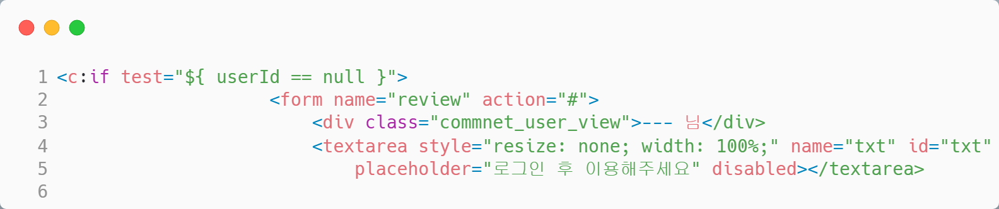 1 <c:if test="${ userId == null }">
2 <form name="review" action="#">
3 <div class="commnet_user_view">--- 님</div>
4 <textarea style="resize: none; width: 100%;" name="txt" id="txt"
5 placeholder="로그인 후 이용해주세요" disabled></textarea>
6